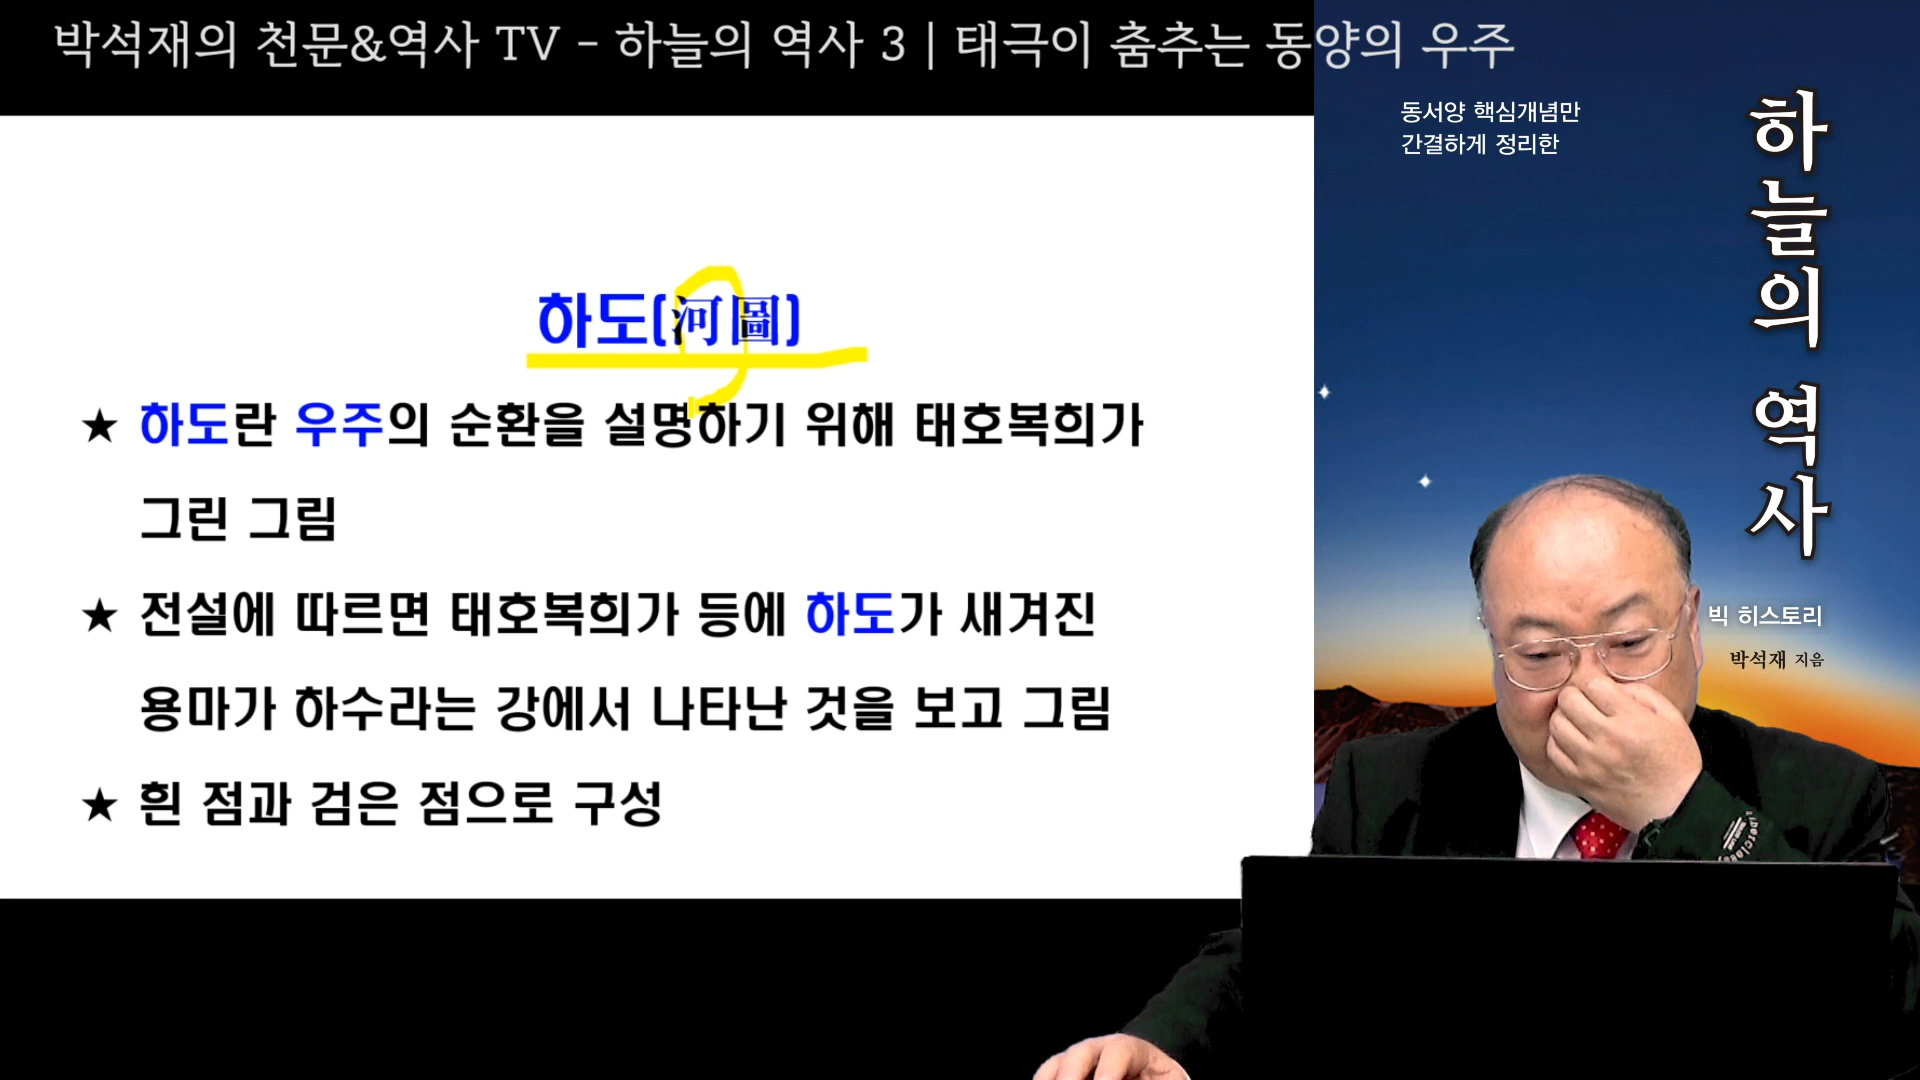 박석재의 천문&역사 TV - 하늘의 역사 3 | 태극이 춤추는 동양의 우주
동서양 핵심개념만
간결하게 정리한
하늘의 역사
빅 히스토리
박석재 지음
하도(河圖)
★ 하도란 우주의 순환을 설명하기 위해 태호복희가
그린 그림
★ 전설에 따르면 태호복희가 등에 하도가 새겨진
용마가 하수라는 강에서 나타난 것을 보고 그림
★ 흰 점과 검은 점으로 구성